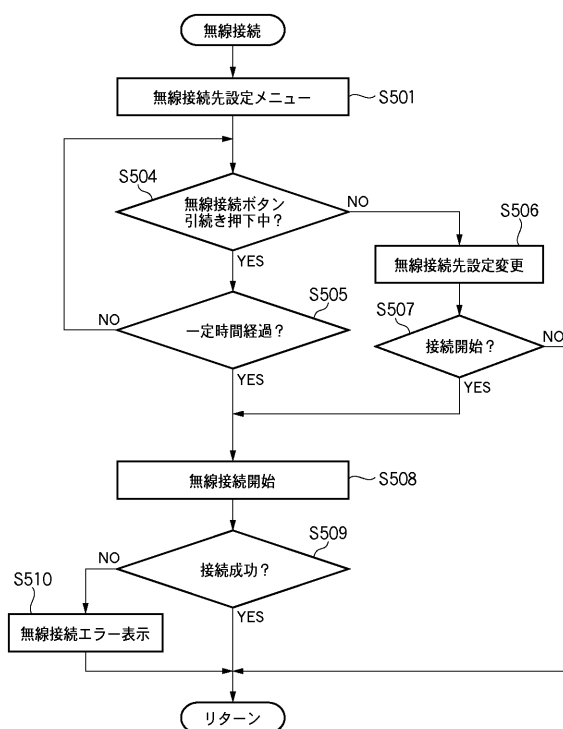 無線接続
無線接続先設定メニュー
S501
S504
無線接続ボタン
引続き押下中?
NO
YES
S506
無線接続先設定変更
S505
一定時間経過?
NO
YES
S507
接続開始?
NO
YES
無線接続開始
S508
S509
接続成功?
NO
YES
S510
無線接続エラー表示
リターン